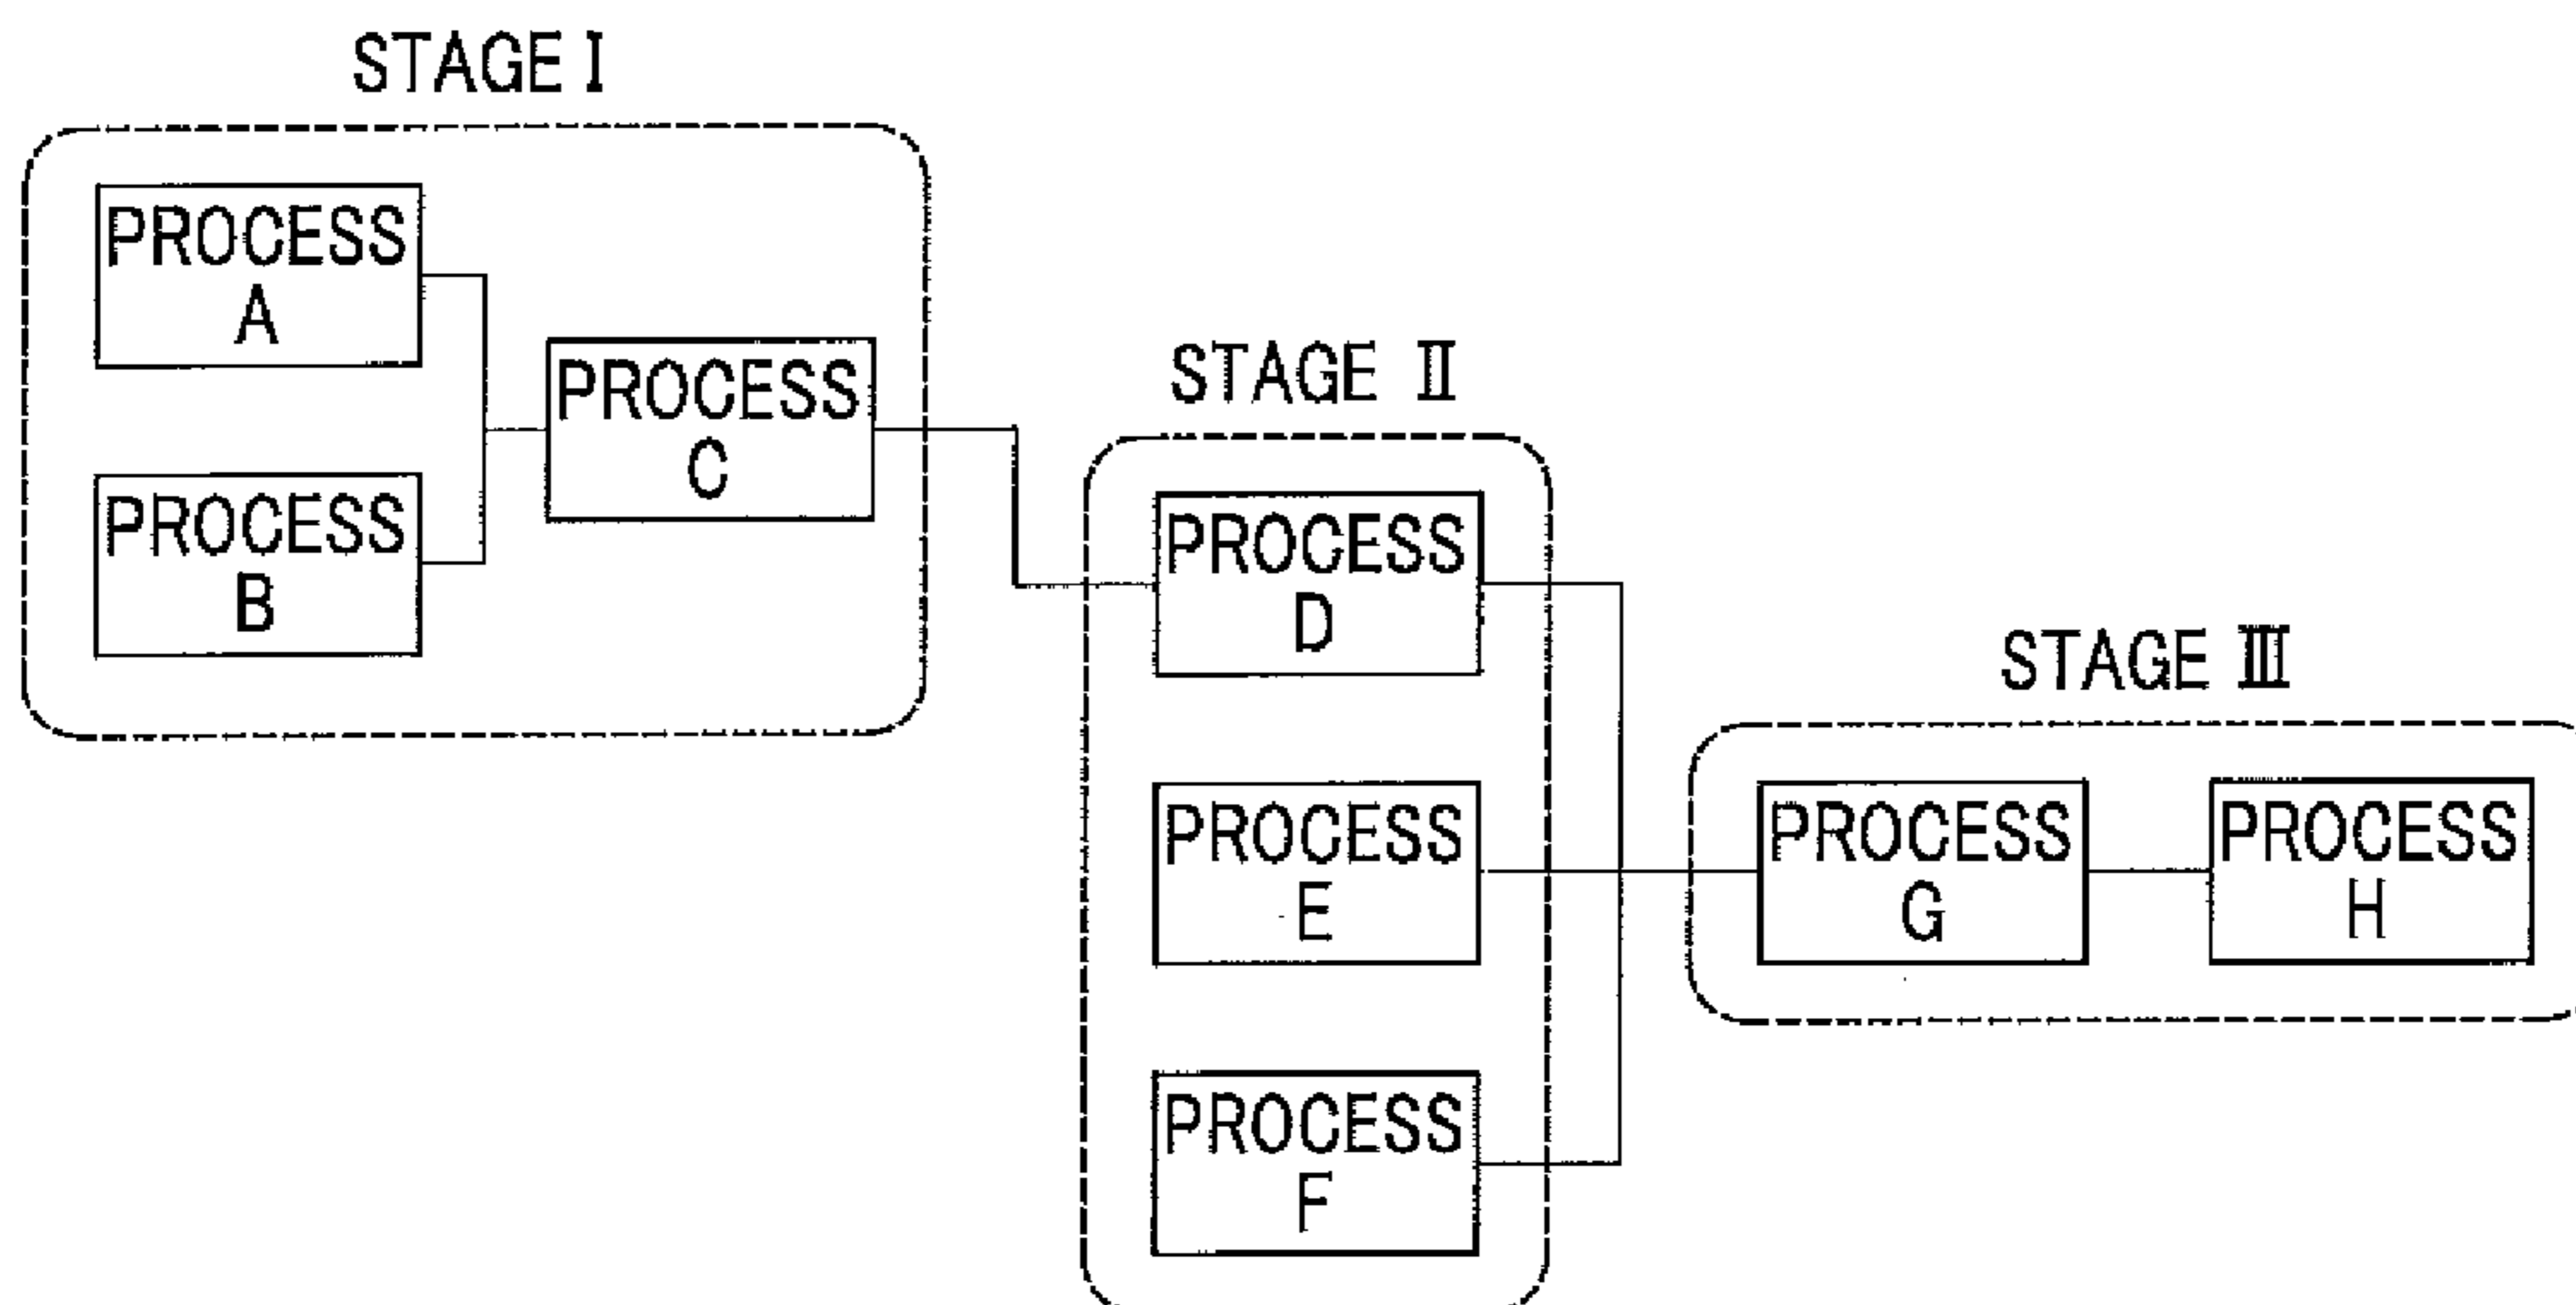 STAGE I
PROCESS
A
PROCESS
B
PROCESS
C
STAGE II
PROCESS
D
PROCESS
E
PROCESS
F
STAGE III
PROCESS
G
PROCESS
H